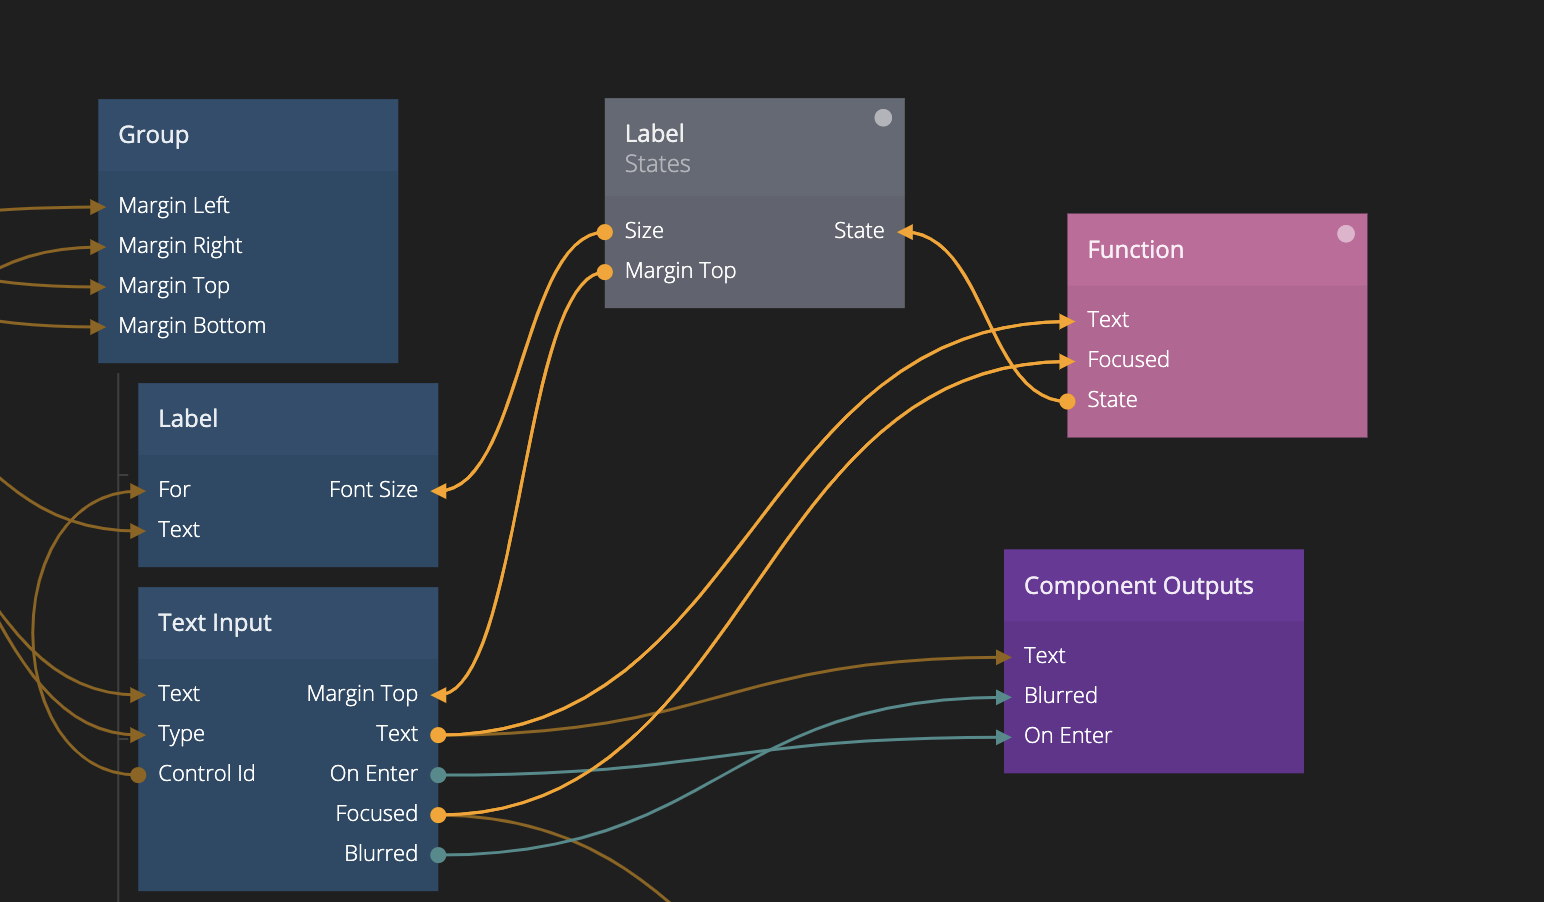 Group
Margin Left
Margin Right
Margin Top
Margin Bottom
Label
For Font Size
Text
Text Input
Text Margin Top
Type Text
Control Id On Enter
Focused
Blurred
Label
States
Size State
Margin Top
Function
Text
Focused
State
Component Outputs
Text
Blurred
On Enter